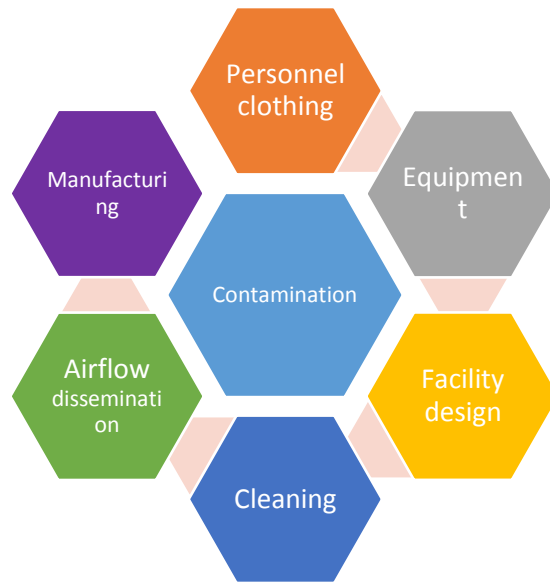 Personnel
clothing
Equipmen
t
Facility
design
Cleaning
Airflow
disseminati
on
Manufacturi
ng
Contamination